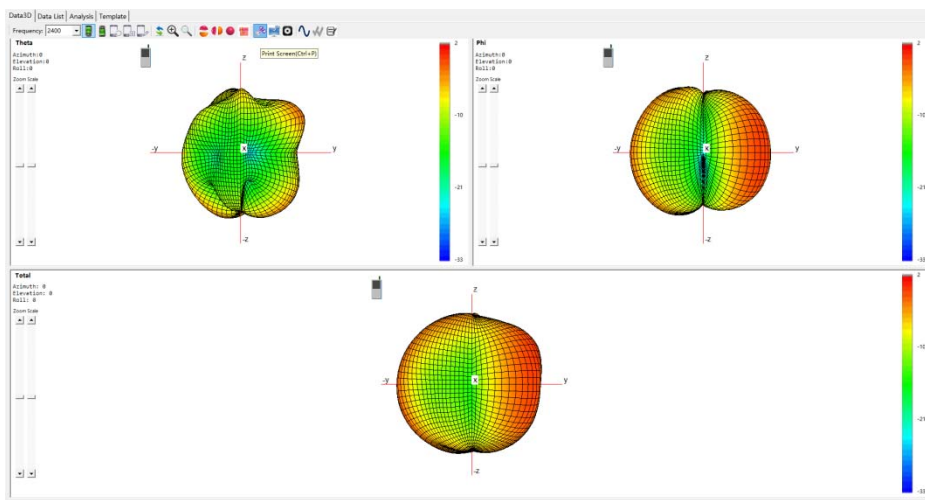 Data3D Data List Analysis Template
Frequency: 2400
Print Screen(Ctrl+P)
Theta
Azimuth:0
Elevation:0
Roll:0
Zoom Scale
z
-y
x
y
-z
2
-10
-21
-33
Phi
Azimuth:0
Elevation:0
Roll:0
Zoom Scale
z
-y
x
y
-z
2
-10
-21
-33
Total
Azimuth: 0
Elevation: 0
Roll: 0
Zoom Scale
z
-y
x
y
-z
2
-10
-21
-33